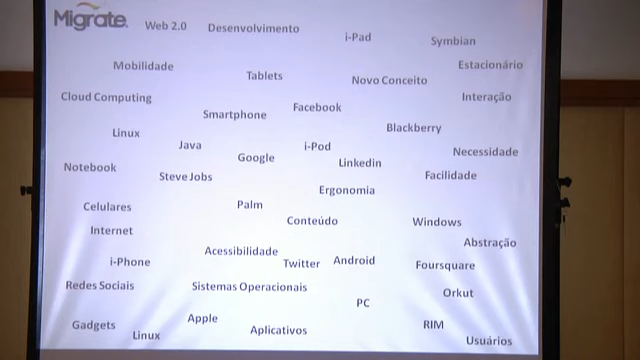 Migrate.
Web 2.0
Desenvolvimento
i-Pad
Symbian
Mobilidade
Tablets
Novo Conceito
Estacionário
Cloud Computing
Smartphone
Facebook
Interação
Linux
Java
Google
i-Pod
Linkedin
Blackberry
Necessidade
Notebook
Steve Jobs
Ergonomia
Facilidade
Celulares
Palm
Conteúdo
Windows
Internet
Abstração
i-Phone
Acessibilidade
Twitter
Android
Foursquare
Redes Sociais
Sistemas Operacionais
PC
Orkut
Gadgets
Linux
Apple
Aplicativos
RIM
Usuários